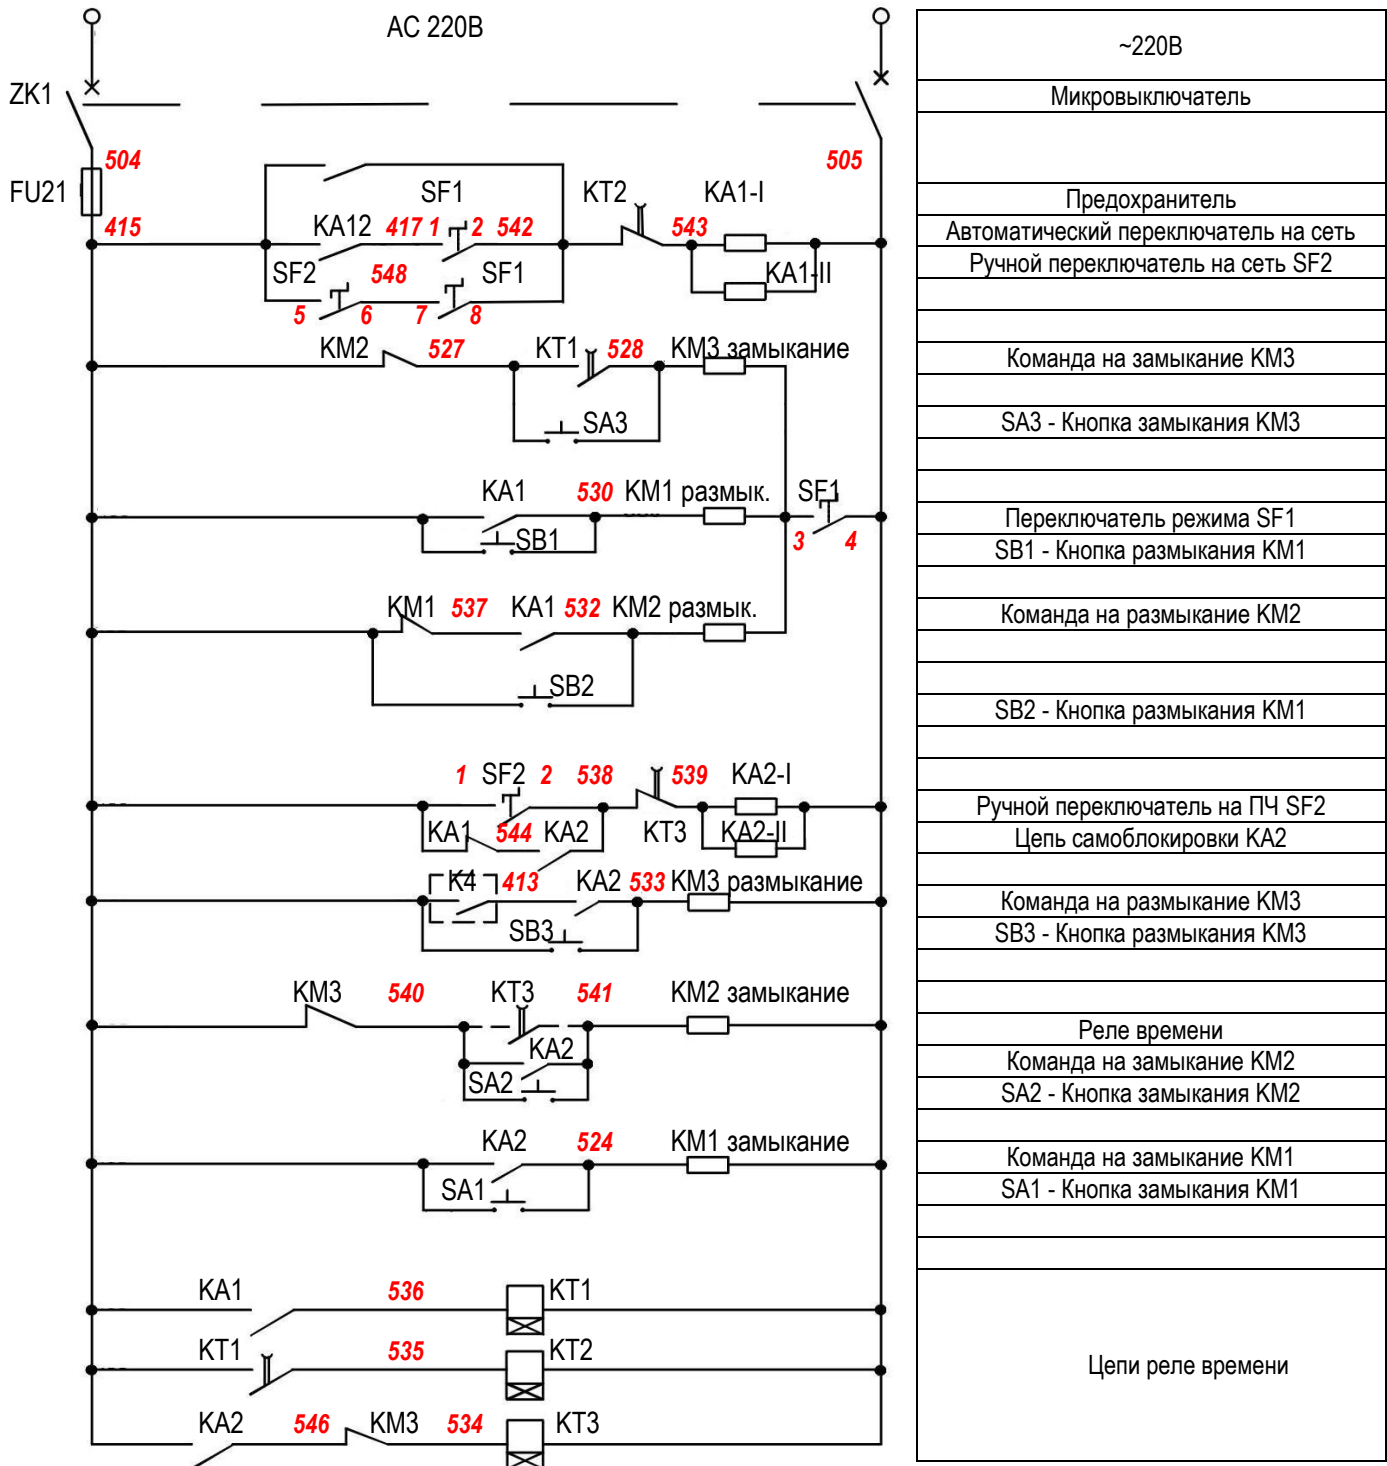 АС 220В
~220В
ZK1
Микровыключатель
504
505
FU21
SF1
KT2
KA1-I
Предохранитель
415
KA12
417
1
2
542
543
Автоматический переключатель на сеть
SF2
548
SF1
KA1-II
Ручной переключатель на сеть SF2
5
6
7
8
KM2
527
KT1
528
KM3 замыкание
Команда на замыкание KM3
SA3
SA3 - Кнопка замыкания KM3
KA1
530
KM1 размык.
SF1
Переключатель режима SF1
SB1
3
4
SB1 - Кнопка размыкания KM1
KM1
537
KA1
532
KM2 размык.
Команда на размыкание KM2
SB2
SB2 - Кнопка размыкания KM1
1
SF2
2
538
539
KA2-I
Ручной переключатель на ПЧ SF2
KA1
544
KA2
KT3
KA2-II
Цепь самоблокировки KA2
K4
413
KA2
533
KM3 размыкание
Команда на размыкание KM3
SB3
SB3 - Кнопка размыкания KM3
KM3
540
KT3
541
KM2 замыкание
Реле времени
KA2
Команда на замыкание KM2
SA2
SA2 - Кнопка замыкания KM2
KA2
524
KM1 замыкание
Команда на замыкание KM1
SA1
SA1 - Кнопка замыкания KM1
KA1
536
KT1
KT1
535
KT2
Цепи реле времени
KA2
546
KM3
534
KT3